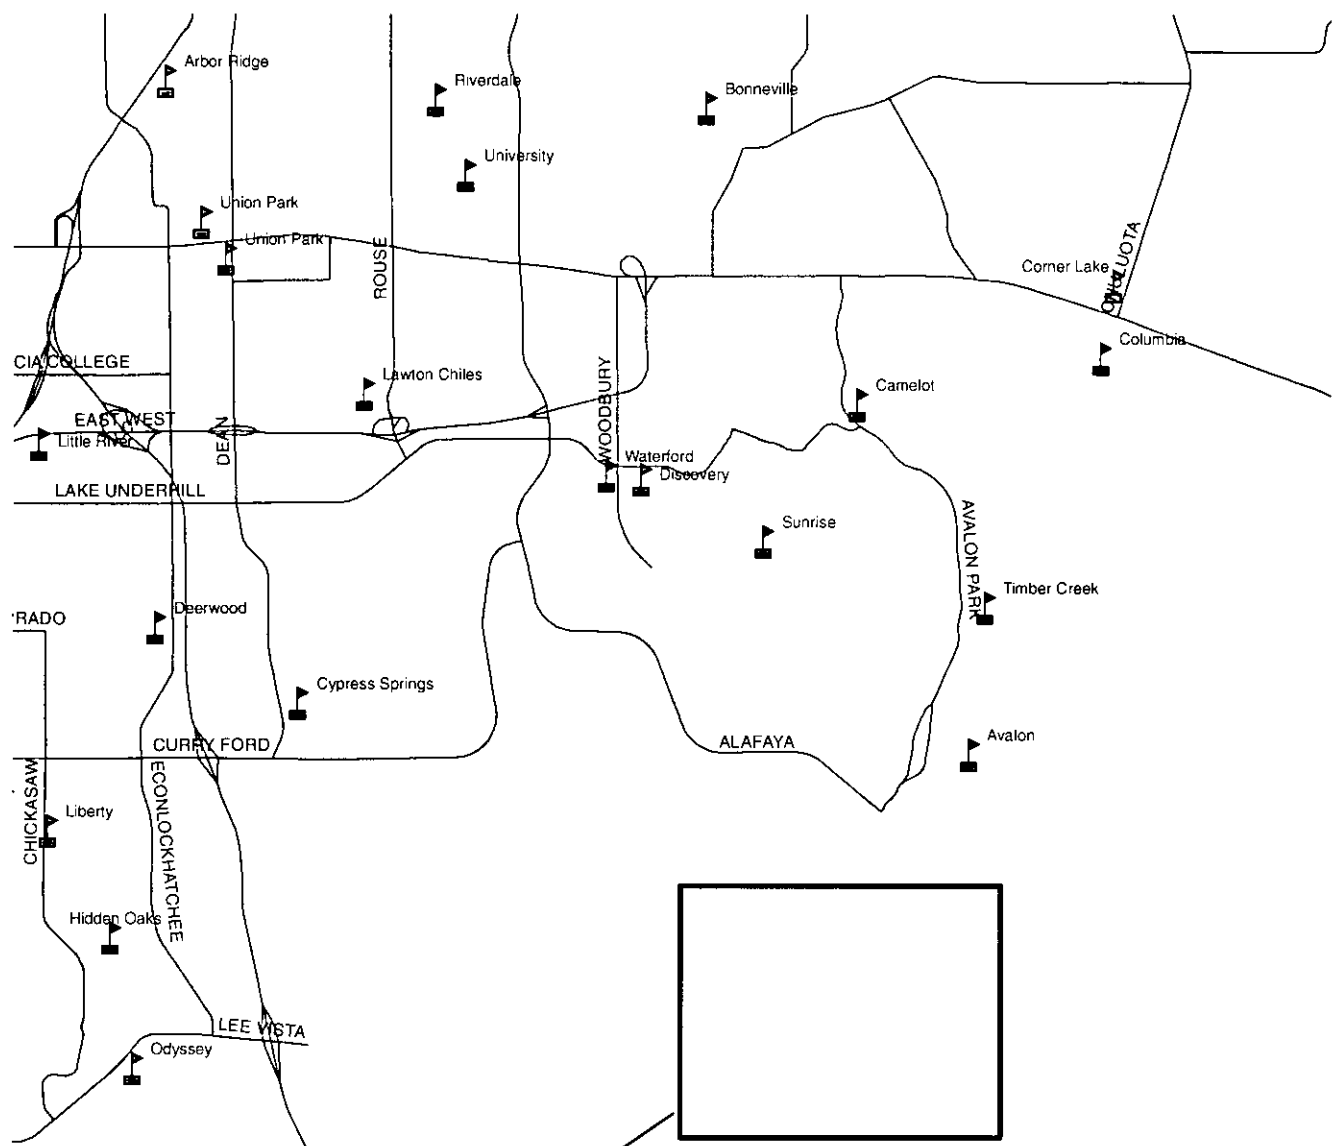 Arbor Ridge
Riverdale
Bonneville
University
Union Park
Union Park
ROUSE
Corner Lake
Columbia
CIA COLLEGE
Lawton Chiles
Camelot
EAST WEST
Little River
DEAN
WOODBURY
Waterford
Discovery
LAKE UNDERHILL
Sunrise
AVALON PARK
Timber Creek
Deerwood
RADO
Cypress Springs
CURRY FORD
ALAFAYA
Avalon
CHICKASAW
Liberty
ECONLOCKHATCHEE
Hidden Oaks
LEE VISTA
Odyssey